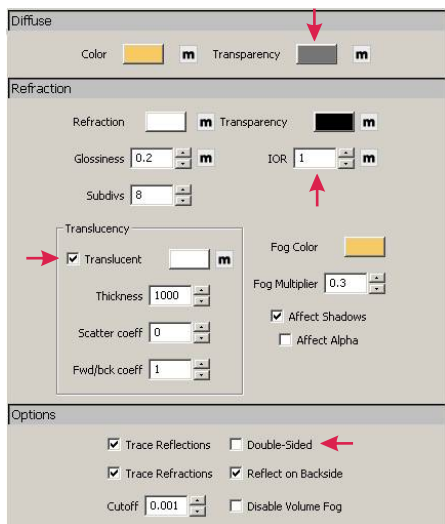 Diffuse
Color m Transparency m
Refraction
Refraction m Transparency m
Glossiness 0.2 m IOR 1 m
Subdivs 8
Translucency
Translucent m
Fog Color
Thickness 1000
Fog Multiplier 0.3
Scatter coeff 0
Affect Shadows
Affect Alpha
Fwd/bck coeff 1
Options
Trace Reflections Double-Sided
Trace Refractions Reflect on Backside
Cutoff 0.001 Disable Volume Fog